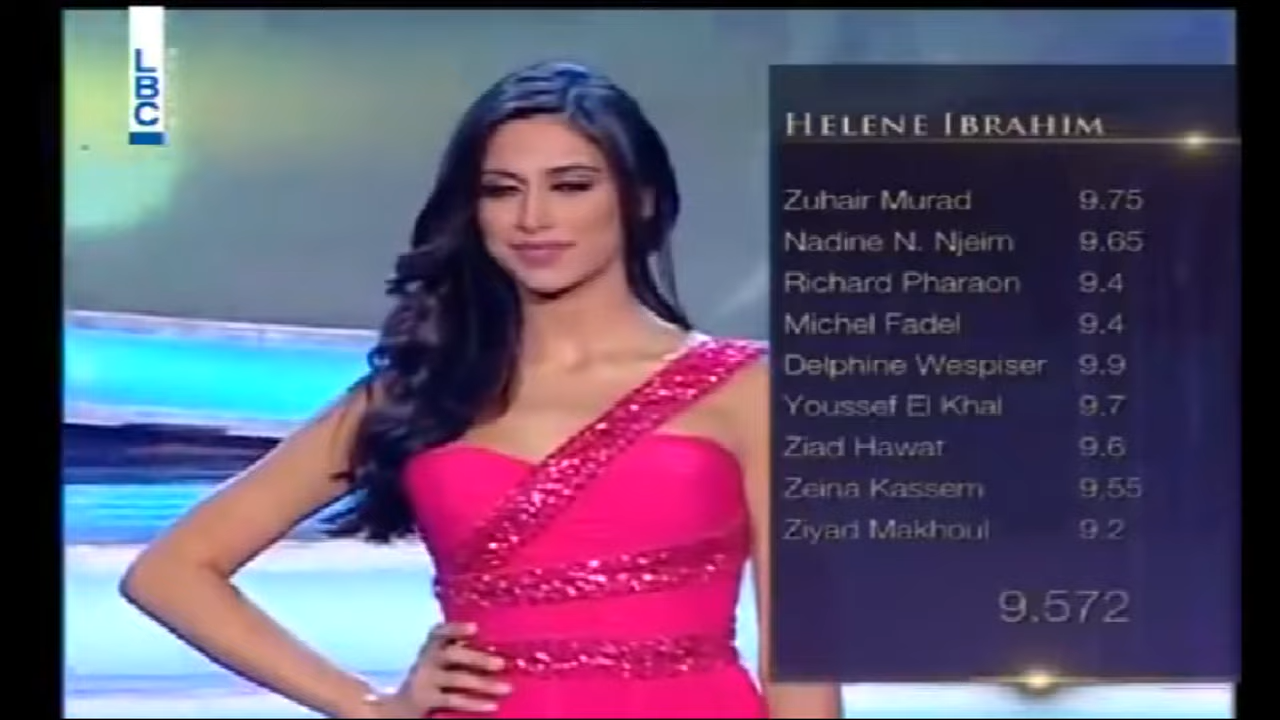 LBC
HELENE IBRAHIM
Zuhair Murad 9.75
Nadine N. Njeim 9.65
Richard Pharaon 9.4
Michel Fadel 9.4
Delphine Wespiser 9.9
Youssef El Khal 9.7
Ziad Hawat 9.6
Zeina Kassem 9.55
Ziyad Makhoul 9.2
9.572